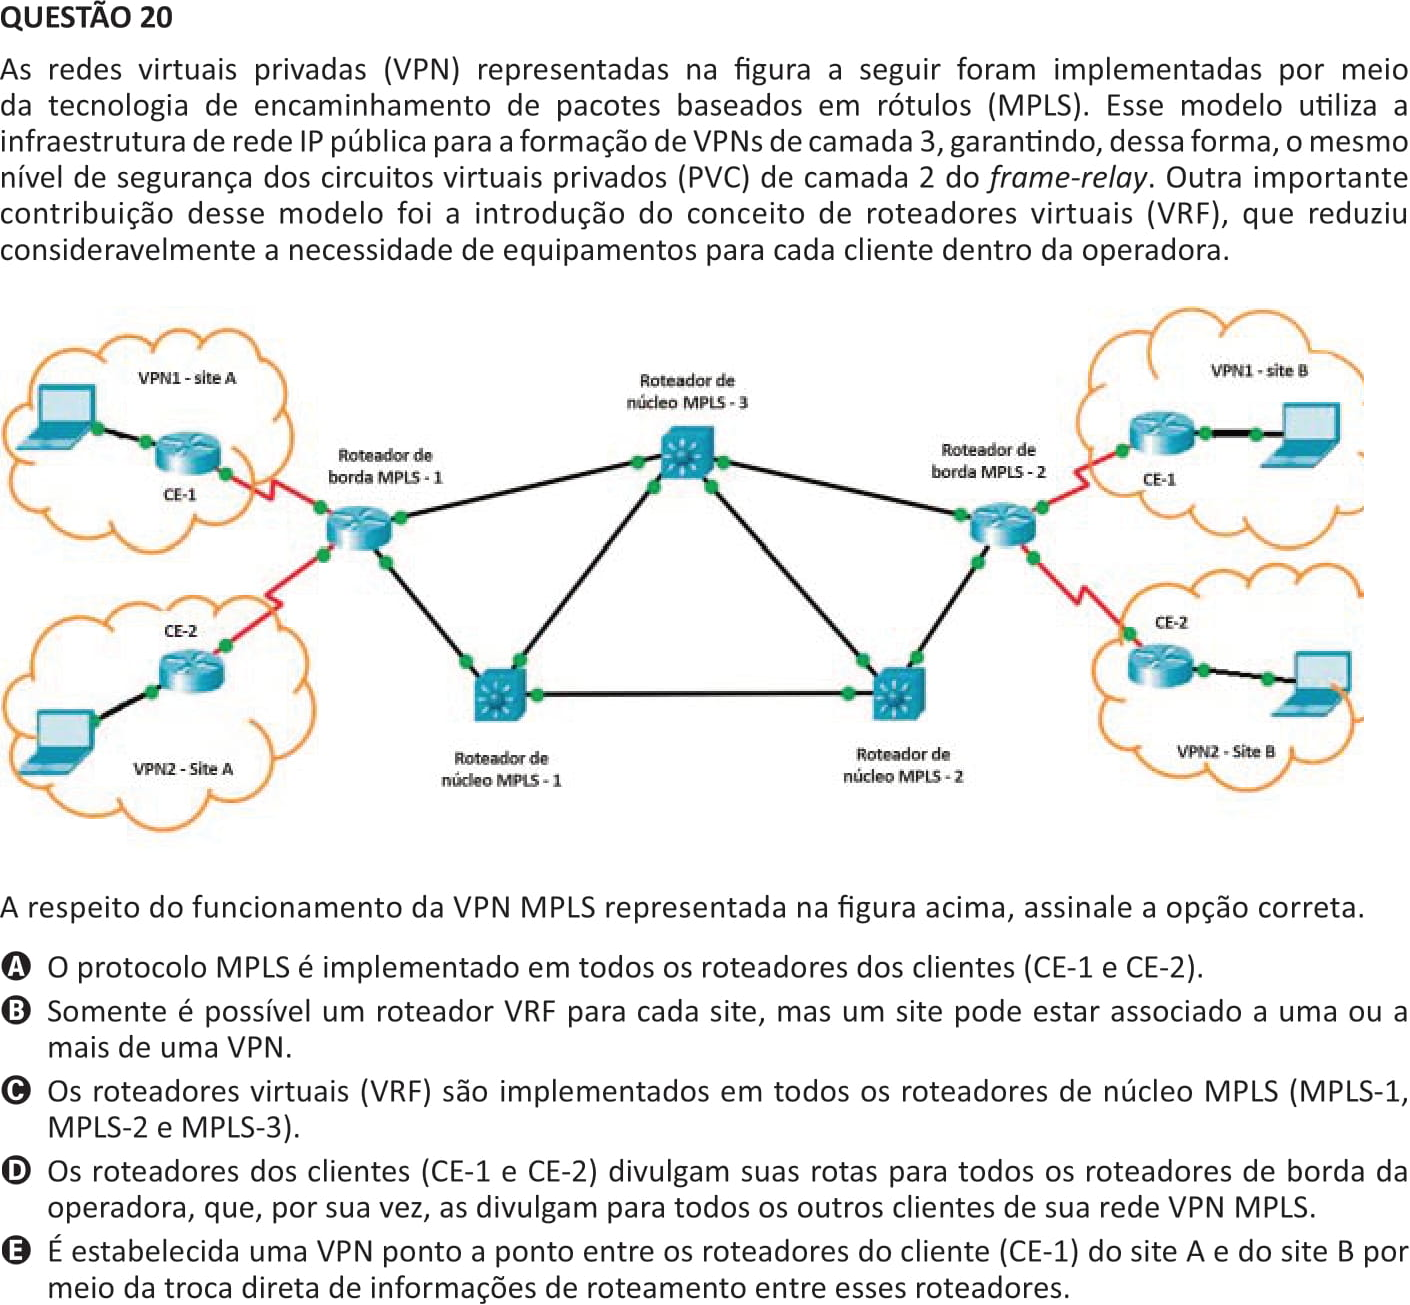 QUESTÃO 20
As redes virtuais privadas (VPN) representadas na figura a seguir foram implementadas por meio
da tecnologia de encaminhamento de pacotes baseados em rótulos (MPLS). Esse modelo utiliza a
infraestrutura de rede IP pública para a formação de VPNs de camada 3, garantindo, dessa forma, o mesmo
nível de segurança dos circuitos virtuais privados (PVC) de camada 2 do frame-relay. Outra importante
contribuição desse modelo foi a introdução do conceito de roteadores virtuais (VRF), que reduziu
consideravelmente a necessidade de equipamentos para cada cliente dentro da operadora.
VPN1 - site A
CE-1
Roteador de
borda MPLS - 1
Roteador de
núcleo MPLS - 3
Roteador de
borda MPLS - 2
VPN1 - site B
CE-1
CE-2
VPN2 - Site A
Roteador de
núcleo MPLS - 1
Roteador de
núcleo MPLS - 2
CE-2
VPN2 - Site B
A respeito do funcionamento da VPN MPLS representada na figura acima, assinale a opção correta.
A O protocolo MPLS é implementado em todos os roteadores dos clientes (CE-1 e CE-2).
B Somente é possível um roteador VRF para cada site, mas um site pode estar associado a uma ou a
mais de uma VPN.
C Os roteadores virtuais (VRF) são implementados em todos os roteadores de núcleo MPLS (MPLS-1,
MPLS-2 e MPLS-3).
D Os roteadores dos clientes (CE-1 e CE-2) divulgam suas rotas para todos os roteadores de borda da
operadora, que, por sua vez, as divulgam para todos os outros clientes de sua rede VPN MPLS.
E É estabelecida uma VPN ponto a ponto entre os roteadores do cliente (CE-1) do site A e do site B por
meio da troca direta de informações de roteamento entre esses roteadores.